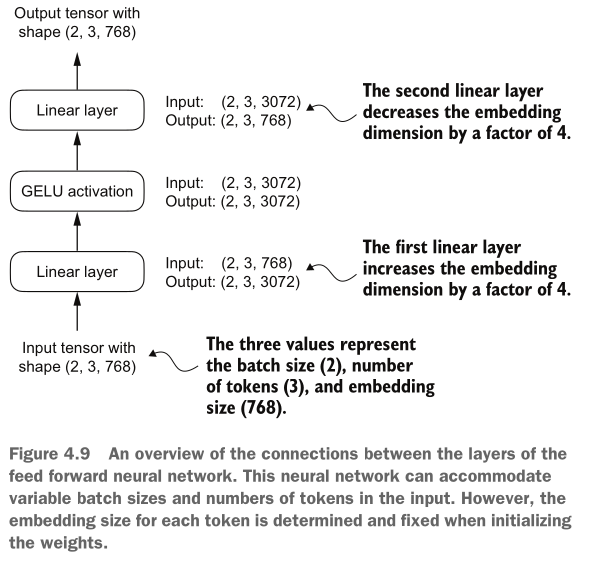 Output tensor with
shape (2, 3, 768)
Linear layer
Input: (2, 3, 3072)
Output: (2, 3, 768)
The second linear layer
decreases the embedding
dimension by a factor of 4.
GELU activation
Input: (2, 3, 3072)
Output: (2, 3, 3072)
Linear layer
Input: (2, 3, 768)
Output: (2, 3, 3072)
The first linear layer
increases the embedding
dimension by a factor of 4.
Input tensor with
shape (2, 3, 768)
The three values represent
the batch size (2), number
of tokens (3), and embedding
size (768).
Figure 4.9 An overview of the connections between the layers of the
feed forward neural network. This neural network can accommodate
variable batch sizes and numbers of tokens in the input. However, the
embedding size for each token is determined and fixed when initializing
the weights.